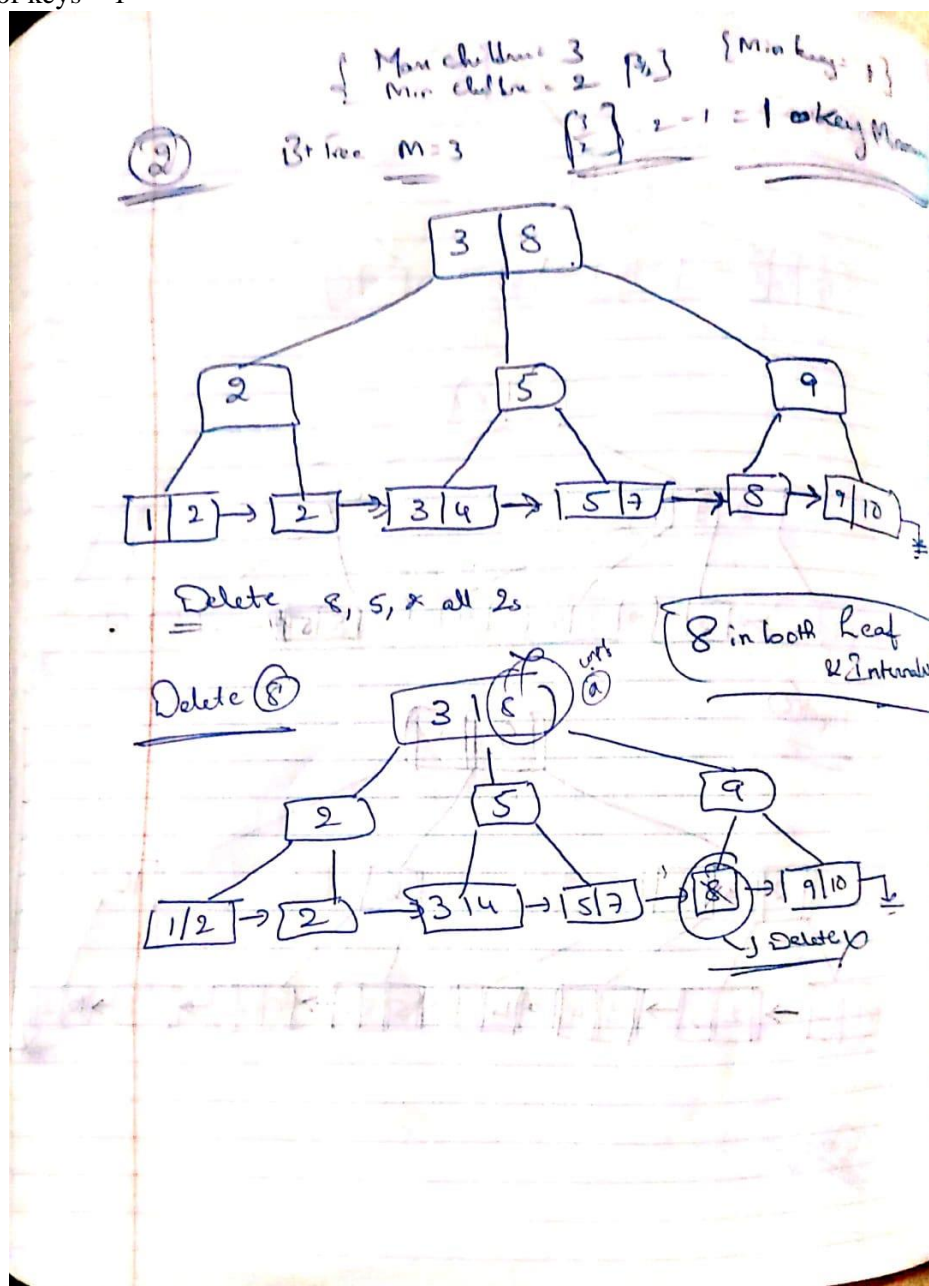 { Max children = 3
Min children = 2 {Min key = 1}
② B+ Tree M=3 2-1 = 1 key
3 8
2 5 9
1 2 → 2 → 3 4 → 5 7 → 8 → 9 10
Delete 8, 5, & all 2s
8 in both Leaf
& Internal
Delete ⑧
3 8
2 5 9
1 2 → 2 → 3 4 → 5 7 → 8 → 9 10
Delete